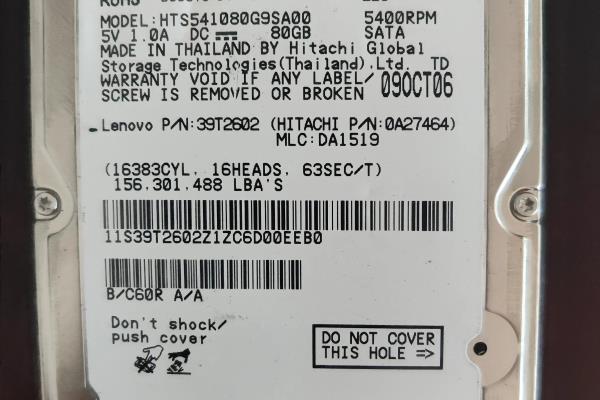 MODEL:HTS541080G9SA00 5400RPM
5V 1.0A DC 80GB SATA
MADE IN THAILAND BY Hitachi Global
Storage Technologies(Thailand).Ltd. TD
WARRANTY VOID IF ANY LABEL/ 09OCT06
SCREW IS REMOVED OR BROKEN
Lenovo P/N:39T2602 (HITACHI P/N:0A27464)
MLC:DA1519
(16383CYL. 16HEADS. 63SEC/T)
156.301.488 LBA'S
11S39T2602Z1ZC6D00EEB0
B/C60R A/A
Don't shock/
push cover
DO NOT COVER
THIS HOLE =>